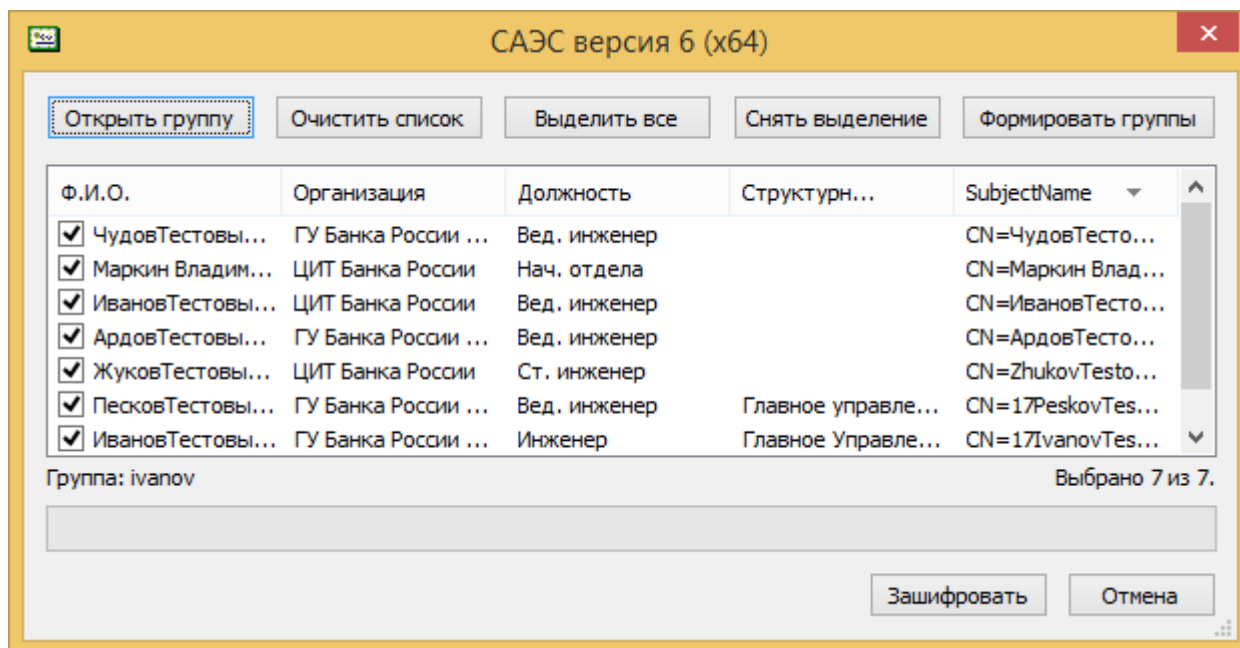 САЭС версия 6 (x64)
Открыть группу Очистить список Выделить все Снять выделение Формировать группы
Ф.И.О. Организация Должность Структурн... SubjectName
ЧудовТестовы... ГУ Банка России ... Вед. инженер CN=ЧудовТесто...
Маркин Владим... ЦИТ Банка России Нач. отдела CN=Маркин Влад...
ИвановТестовы... ЦИТ Банка России Вед. инженер CN=ИвановТесто...
АрдовТестовы... ГУ Банка России ... Вед. инженер CN=АрдовТесто...
ЖуковТестовы... ЦИТ Банка России Ст. инженер CN=ZhukovTesto...
ПесковТестовы... ГУ Банка России ... Вед. инженер Главное управле... CN=17PeskovTes...
ИвановТестовы... ГУ Банка России ... Инженер Главное Управле... CN=17IvanovTes...
Группа: ivanov Выбрано 7 из 7.
Зашифровать Отмена